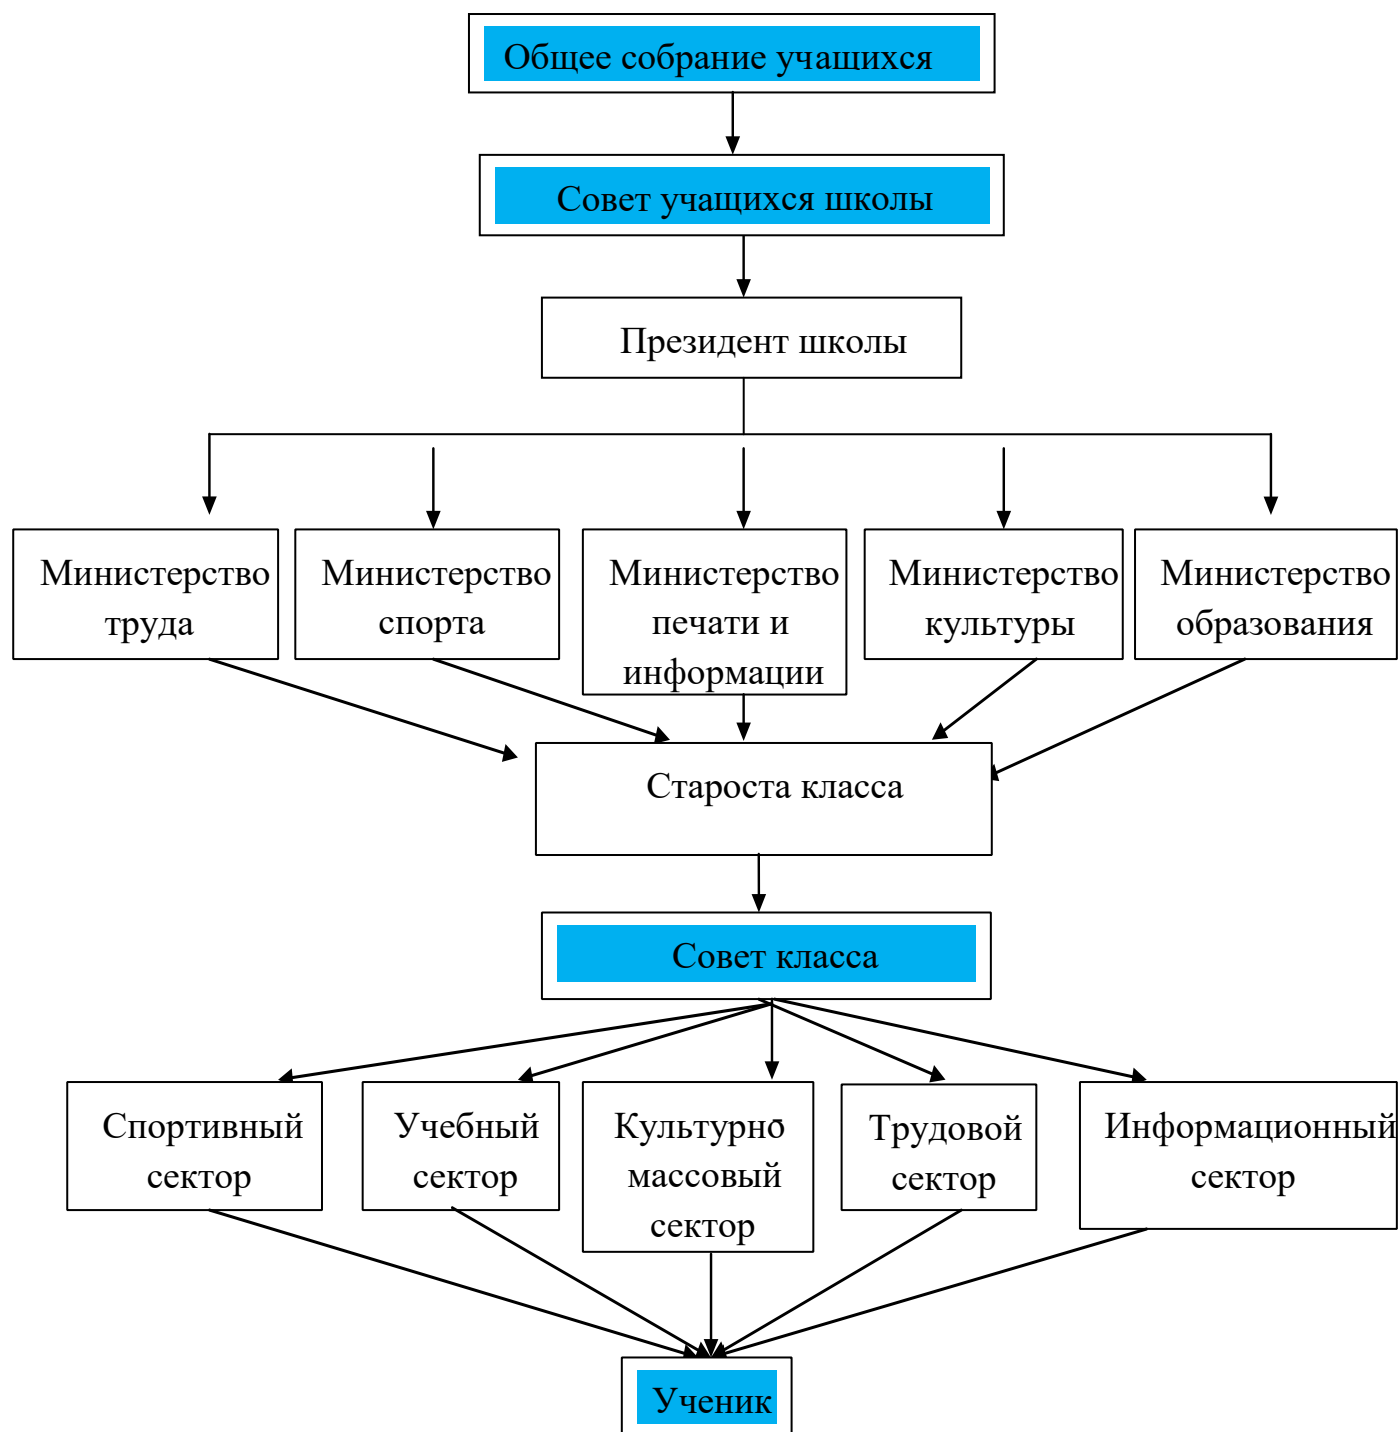 Общее собрание учащихся
Совет учащихся школы
Президент школы
Министерство
труда
Министерство
спорта
Министерство
печати и
информации
Министерство
культуры
Министерство
образования
Староста класса
Совет класса
Спортивный
сектор
Учебный
сектор
Культурно-
массовый
сектор
Трудовой
сектор
Информационный
сектор
Ученик